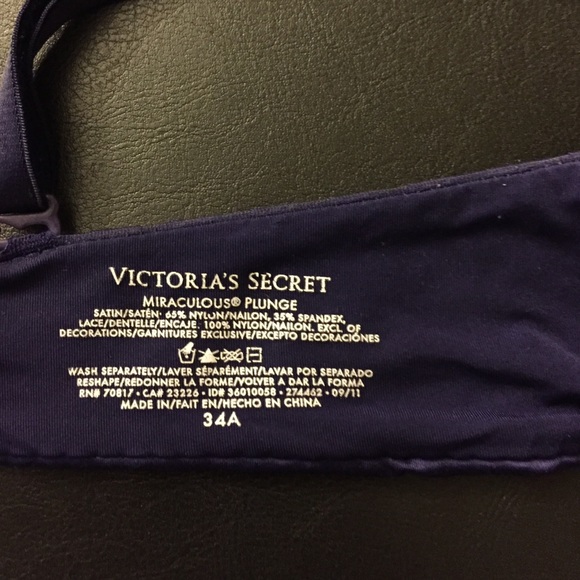 VICTORIA'S SECRET
MIRACULOUS® PLUNGE
SATIN/SATÉN: 65% NYLON/NAILON, 35% SPANDEX,
LACE/DENTELLE/ENCAJE. 100% NYLON/NAILON. EXCL. OF
DECORATIONS/GARNITURES EXCLUSIVE/EXCEPTO DECORACIÓNES
WASH SEPARATELY/LAVER SÉPARÉMENT/LAVAR POR SEPARADO
RESHAPE/REDONNER LA FORME/VOLVER A DAR LA FORMA
RN# 70817 • CA# 23226 • ID# 36010058 • 274462 • 09/11
MADE IN/FAIT EN/HECHO EN CHINA
34A